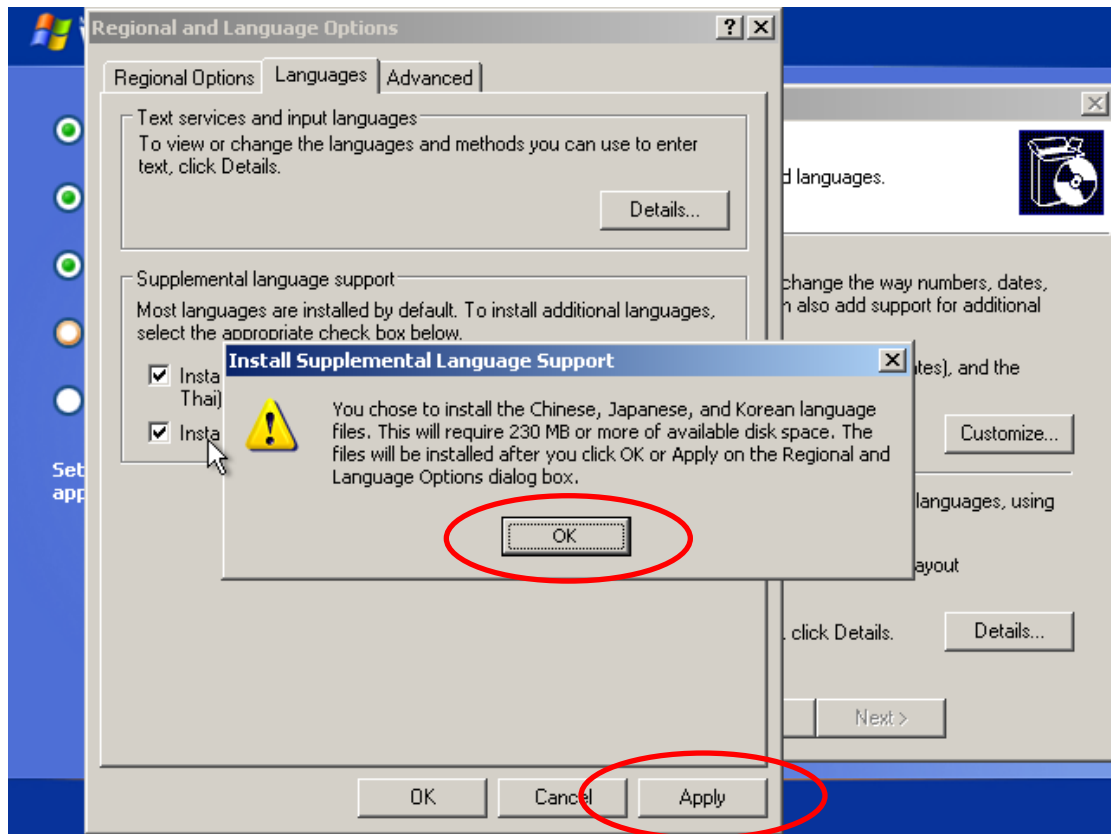 Regional and Language Options
Regional Options Languages Advanced
Text services and input languages
To view or change the languages and methods you can use to enter
text, click Details.
Details...
Supplemental language support
Most languages are installed by default. To install additional languages,
select the appropriate check box below.
Thai)
Install Supplemental Language Support
You chose to install the Chinese, Japanese, and Korean language
files. This will require 230 MB or more of available disk space. The
files will be installed after you click OK or Apply on the Regional and
Language Options dialog box.
OK
OK Cancel Apply
languages.
change the way numbers, dates,
also add support for additional
and the
Customize...
languages, using
click Details.
Details...
Next >